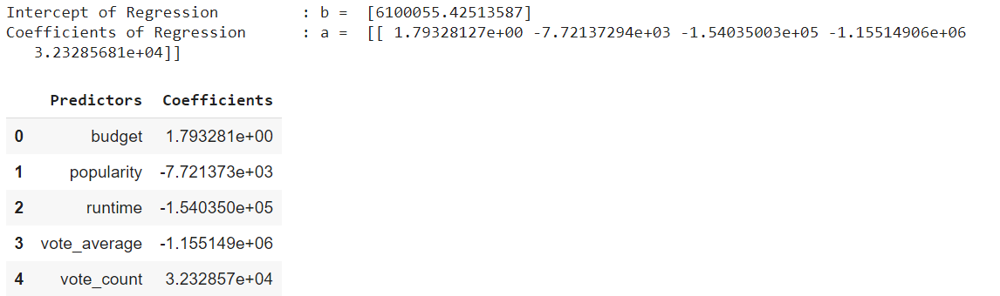 Intercept of Regression : b = [6100055.42513587]
Coefficients of Regression : a = [[ 1.79328127e+00 -7.72137294e+03 -1.54035003e+05 -1.15514906e+06
3.23285681e+04]]
Predictors Coefficients
0 budget 1.793281e+00
1 popularity -7.721373e+03
2 runtime -1.540350e+05
3 vote_average -1.155149e+06
4 vote_count 3.232857e+04